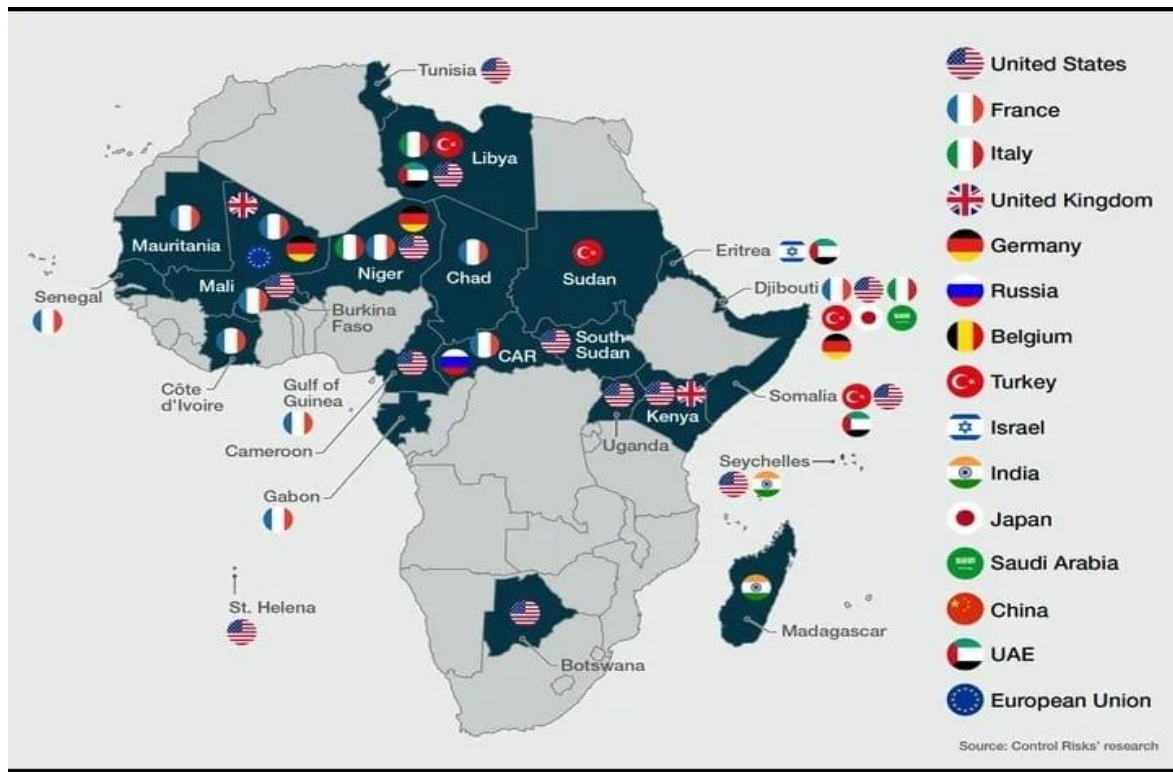 Tunisia
Libya
Mauritania
Mali
Niger
Chad
Sudan
Eritrea
Djibouti
Senegal
Burkina
Faso
CAR
South
Sudan
Côte
d'Ivoire
Gulf of
Guinea
Kenya
Somalia
Cameroon
Uganda
Seychelles
Gabon
St. Helena
Madagascar
Botswana
United States
France
Italy
United Kingdom
Germany
Russia
Belgium
Turkey
Israel
India
Japan
Saudi Arabia
China
UAE
European Union
Source: Control Risks' research